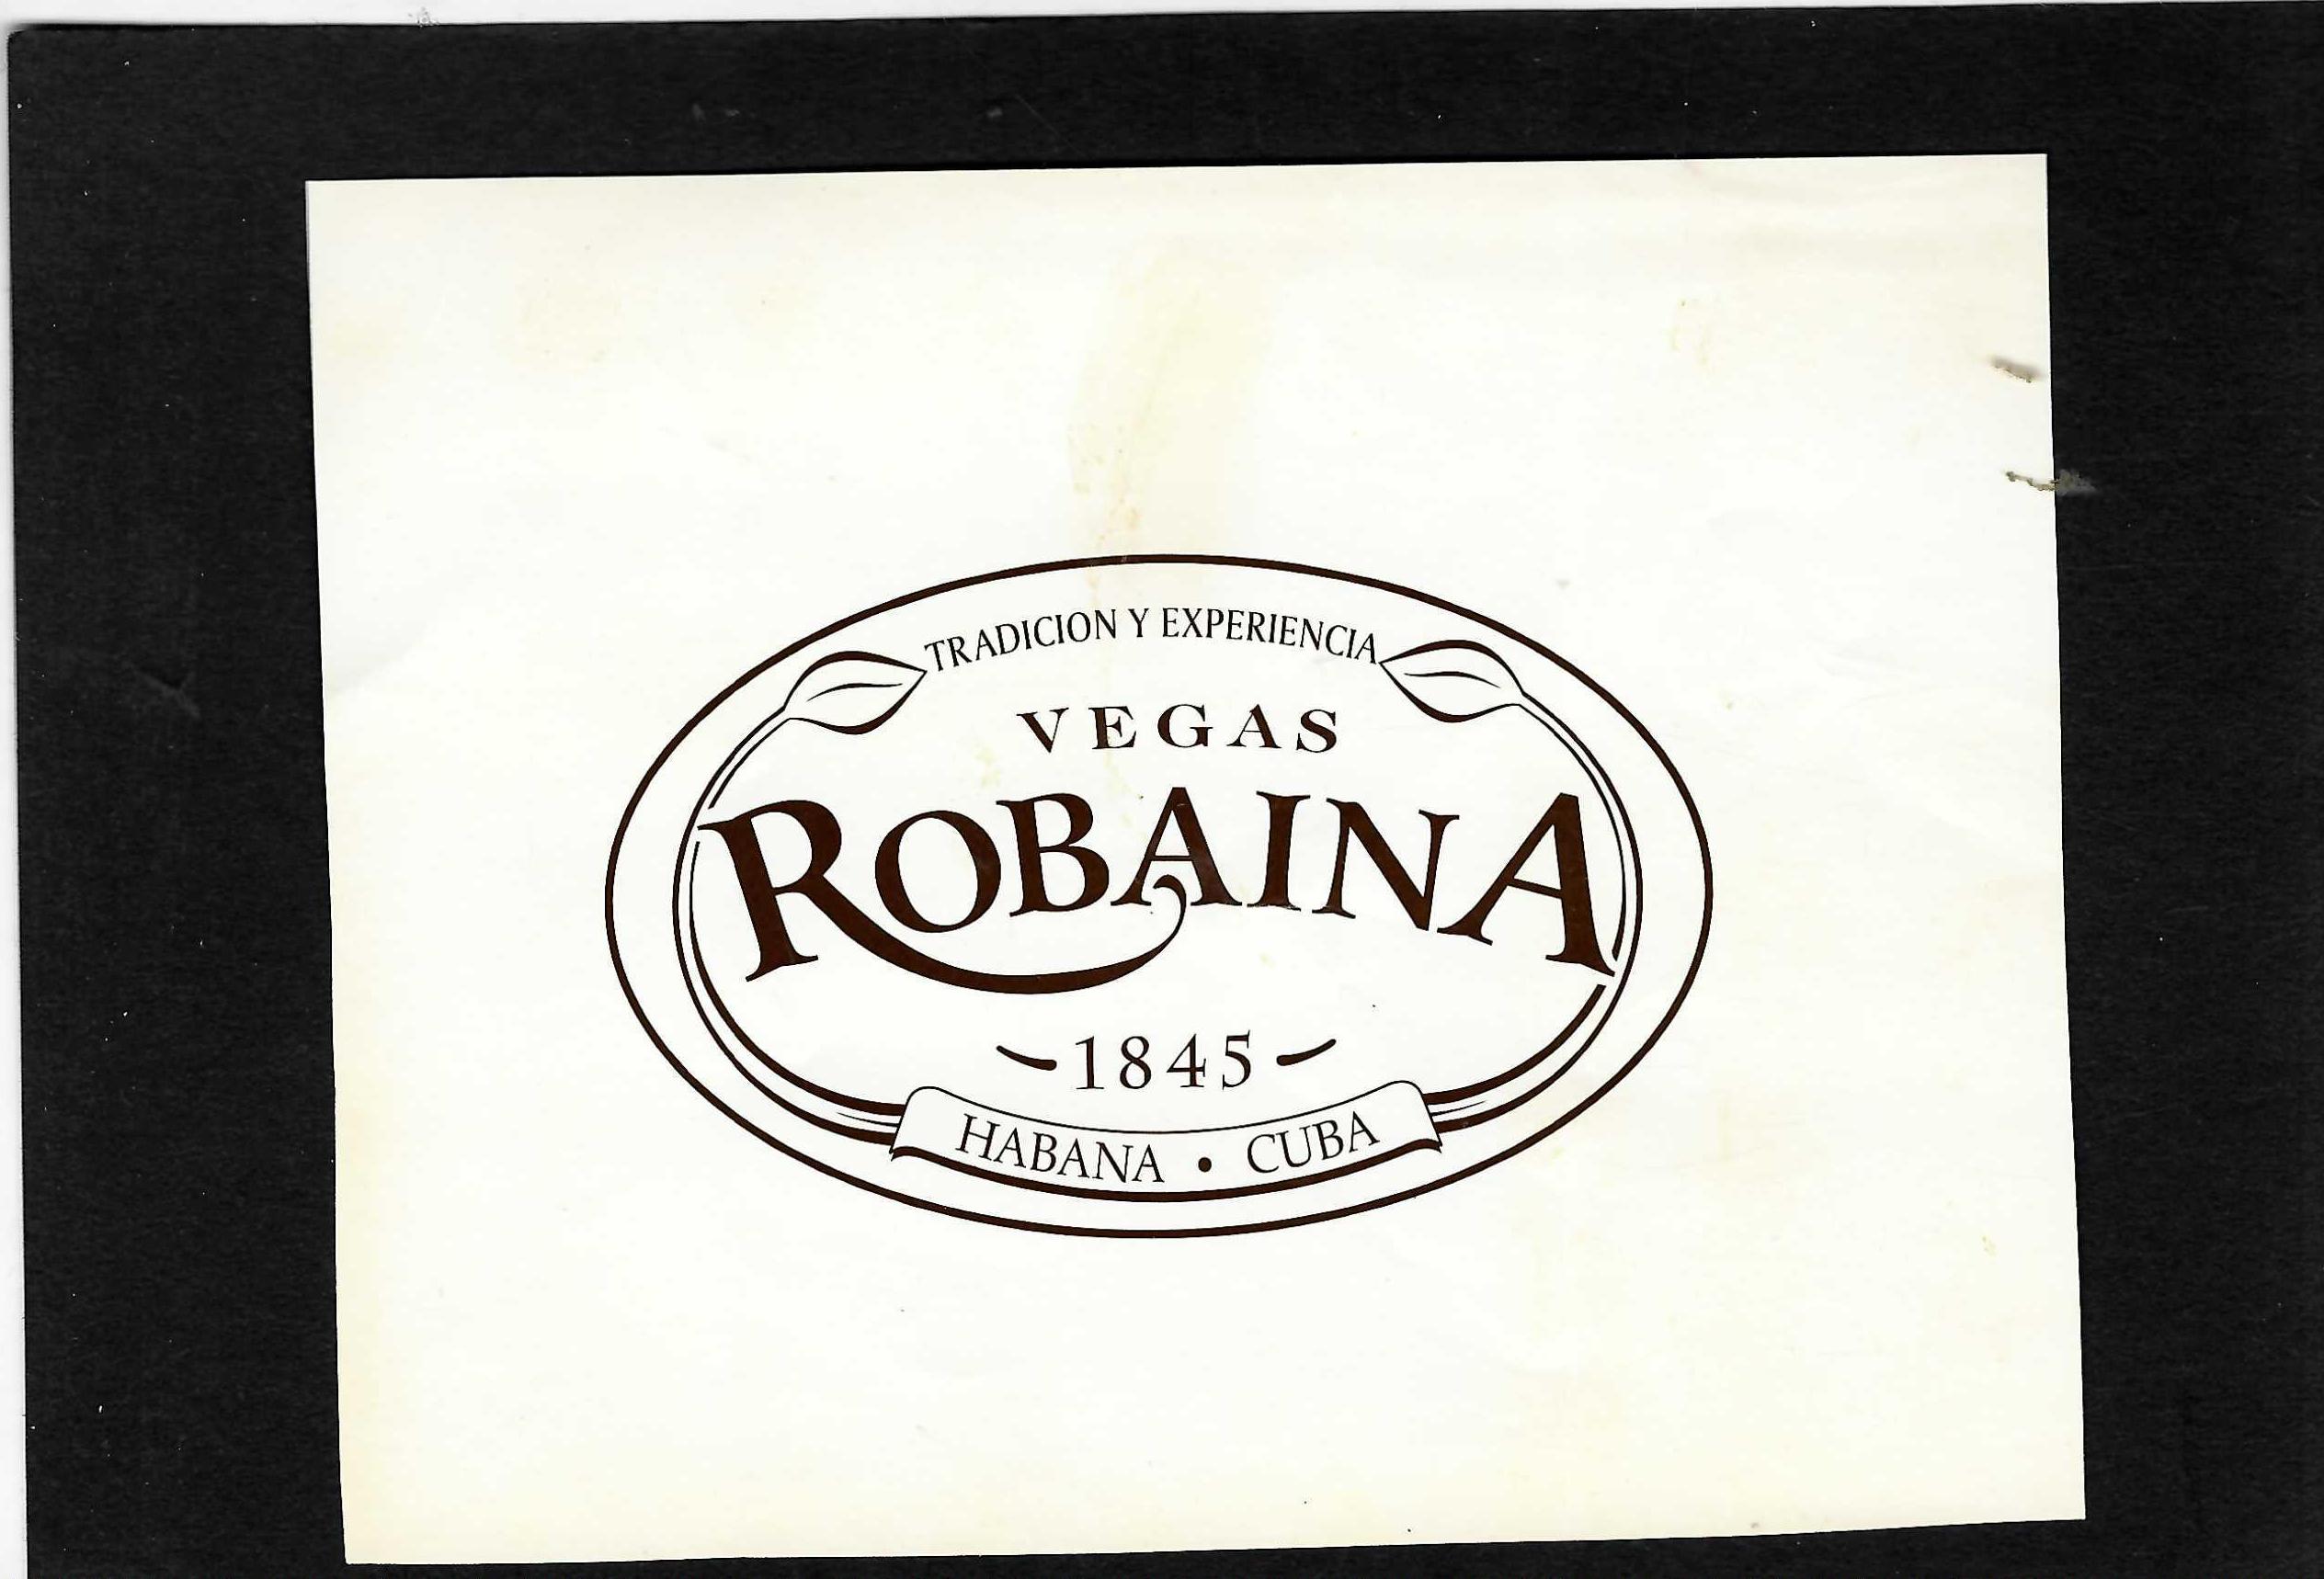 TRADICION Y EXPERIENCIA
VEGAS
ROBAINA
-1845-
HABANA • CUBA